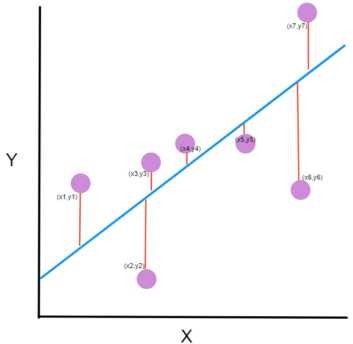 (x7,y7)
(x4,y4)
(x5,y5)
Y
(x3,y3)
(x6,y6)
(x1,y1)
(x2,y2)
X